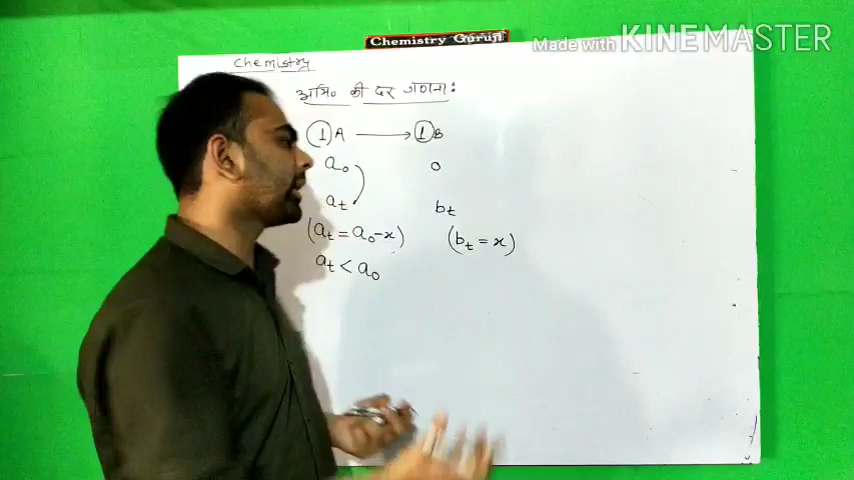 Chemistry Guruji
Made with KINEMASTER
Chemistry
अभि० की दर गणना :
1 A ⟶ 1 B
a₀ 0
aₜ bₜ
(aₜ = a₀-x) (bₜ = x)
aₜ < a₀